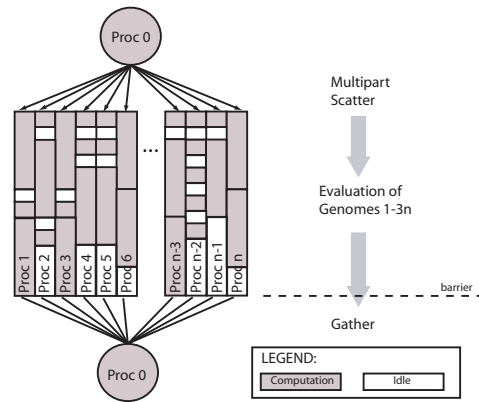 Proc 0
Multipart
Scatter
...
Evaluation of
Genomes 1-3n
Proc 1
Proc 2
Proc 3
Proc 4
Proc 5
Proc 6
Proc n-3
Proc n-2
Proc n-1
Proc n
barrier
Gather
Proc 0
LEGEND:
Computation
Idle